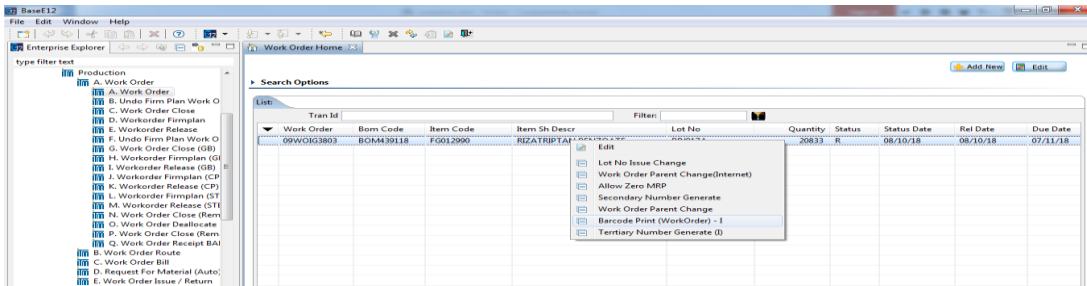 BaseE12
File Edit Window Help
Enterprise Explorer
Work Order Home
type filter text
Add New Edit
Production
A. Work Order
A. Work Order
B. Undo Firm Plan Work O
C. Work Order Close
D. Workorder Firmplan
E. Workorder Release
F. Undo Firm Plan Work O
G. Work Order Close (GB)
H. Workorder Firmplan (GI
I. Workorder Release (GB)
J. Workorder Firmplan (CP
K. Workorder Release (CP)
L. Workorder Firmplan (ST
M. Workorder Release (STI
N. Work Order Close (Rem
O. Work Order Deallocate
P. Work Order Close (Rem
Q. Work Order Receipt BAI
B. Work Order Route
C. Work Order Bill
D. Request For Material (Auto)
E. Work Order Issue / Return
Search Options
List:
Tran Id Filter:
Work Order Bom Code Item Code Item Sh Descr Lot No Quantity Status Status Date Rel Date Due Date
09WOIG3803 BOM439118 FG012990 20833 R 08/10/18 08/10/18 07/11/18
Edit
Lot No Issue Change
Work Order Parent Change(Internet)
Allow Zero MRP
Secondary Number Generate
Work Order Parent Change
Barcode Print (WorkOrder) - I
Terntiary Number Generate (I)